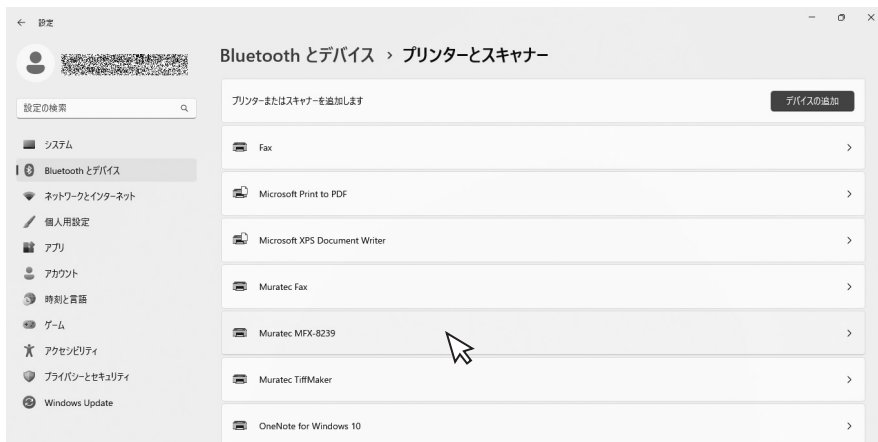 設定
Bluetooth とデバイス › プリンターとスキャナー
設定の検索
システム
Bluetooth とデバイス
ネットワークとインターネット
個人用設定
アプリ
アカウント
時刻と言語
ゲーム
アクセシビリティ
プライバシーとセキュリティ
Windows Update
プリンターまたはスキャナーを追加します
デバイスの追加
Fax
Microsoft Print to PDF
Microsoft XPS Document Writer
Muratec Fax
Muratec MFX-8239
Muratec TiffMaker
OneNote for Windows 10